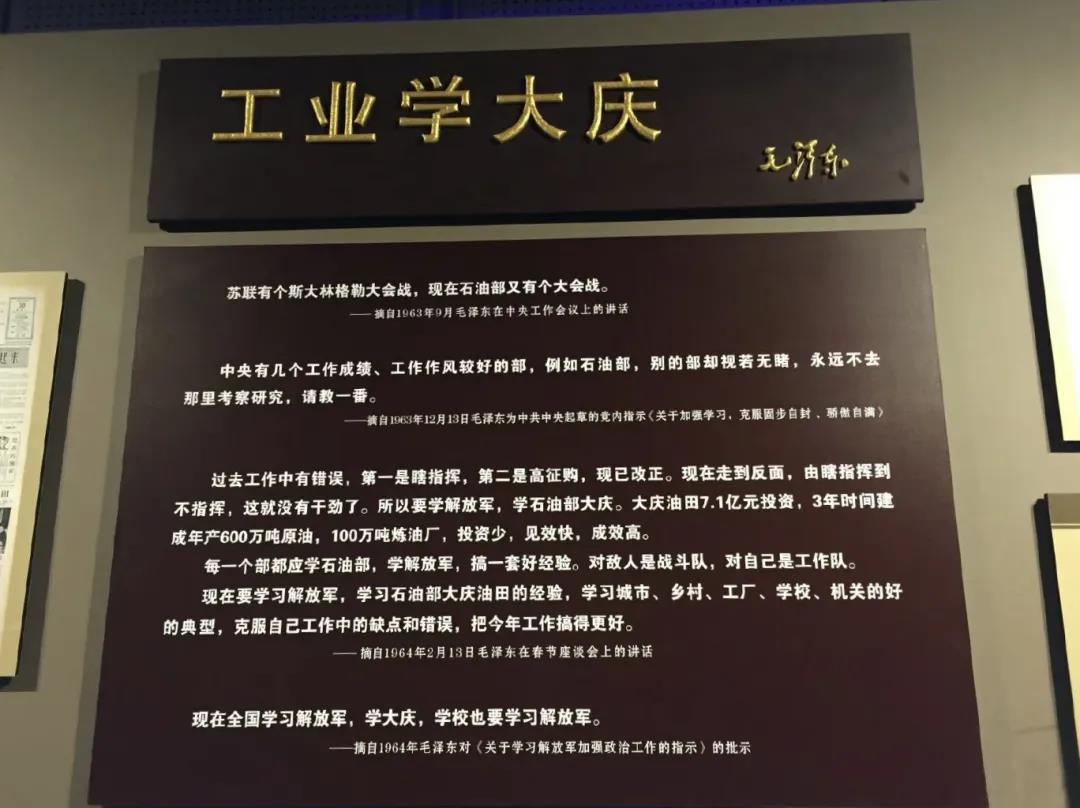 工业学大庆
毛泽东
苏联有个斯大林格勒大会战，现在石油部又有个大会战。
——摘自1963年9月毛泽东在中央工作会议上的讲话
中央有几个工作成绩、工作作风较好的部，例如石油部，别的部却视若无睹，永远不去
那里考察研究，请教一番。
——摘自1963年12月13日毛泽东为中共中央起草的党内指示《关于加强学习，克服固步自封、骄傲自满》
过去工作中有错误，第一是瞎指挥，第二是高征购，现已改正。现在走到反面，由瞎指挥到
不指挥，这就没有干劲了。所以要学解放军，学石油部大庆。大庆油田7.1亿元投资，3年时间建
成年产600万吨原油，100万吨炼油厂，投资少，见效快，成效高。
每一个部都应学石油部，学解放军，搞一套好经验。对敌人是战斗队，对自己是工作队。
现在要学习解放军，学习石油部大庆油田的经验，学习城市、乡村、工厂、学校、机关的好
的典型，克服自己工作中的缺点和错误，把今年工作搞得更好。
——摘自1964年2月13日毛泽东在春节座谈会上的讲话
现在全国学习解放军，学大庆，学校也要学习解放军。
——摘自1964年毛泽东对《关于学习解放军加强政治工作的指示》的批示